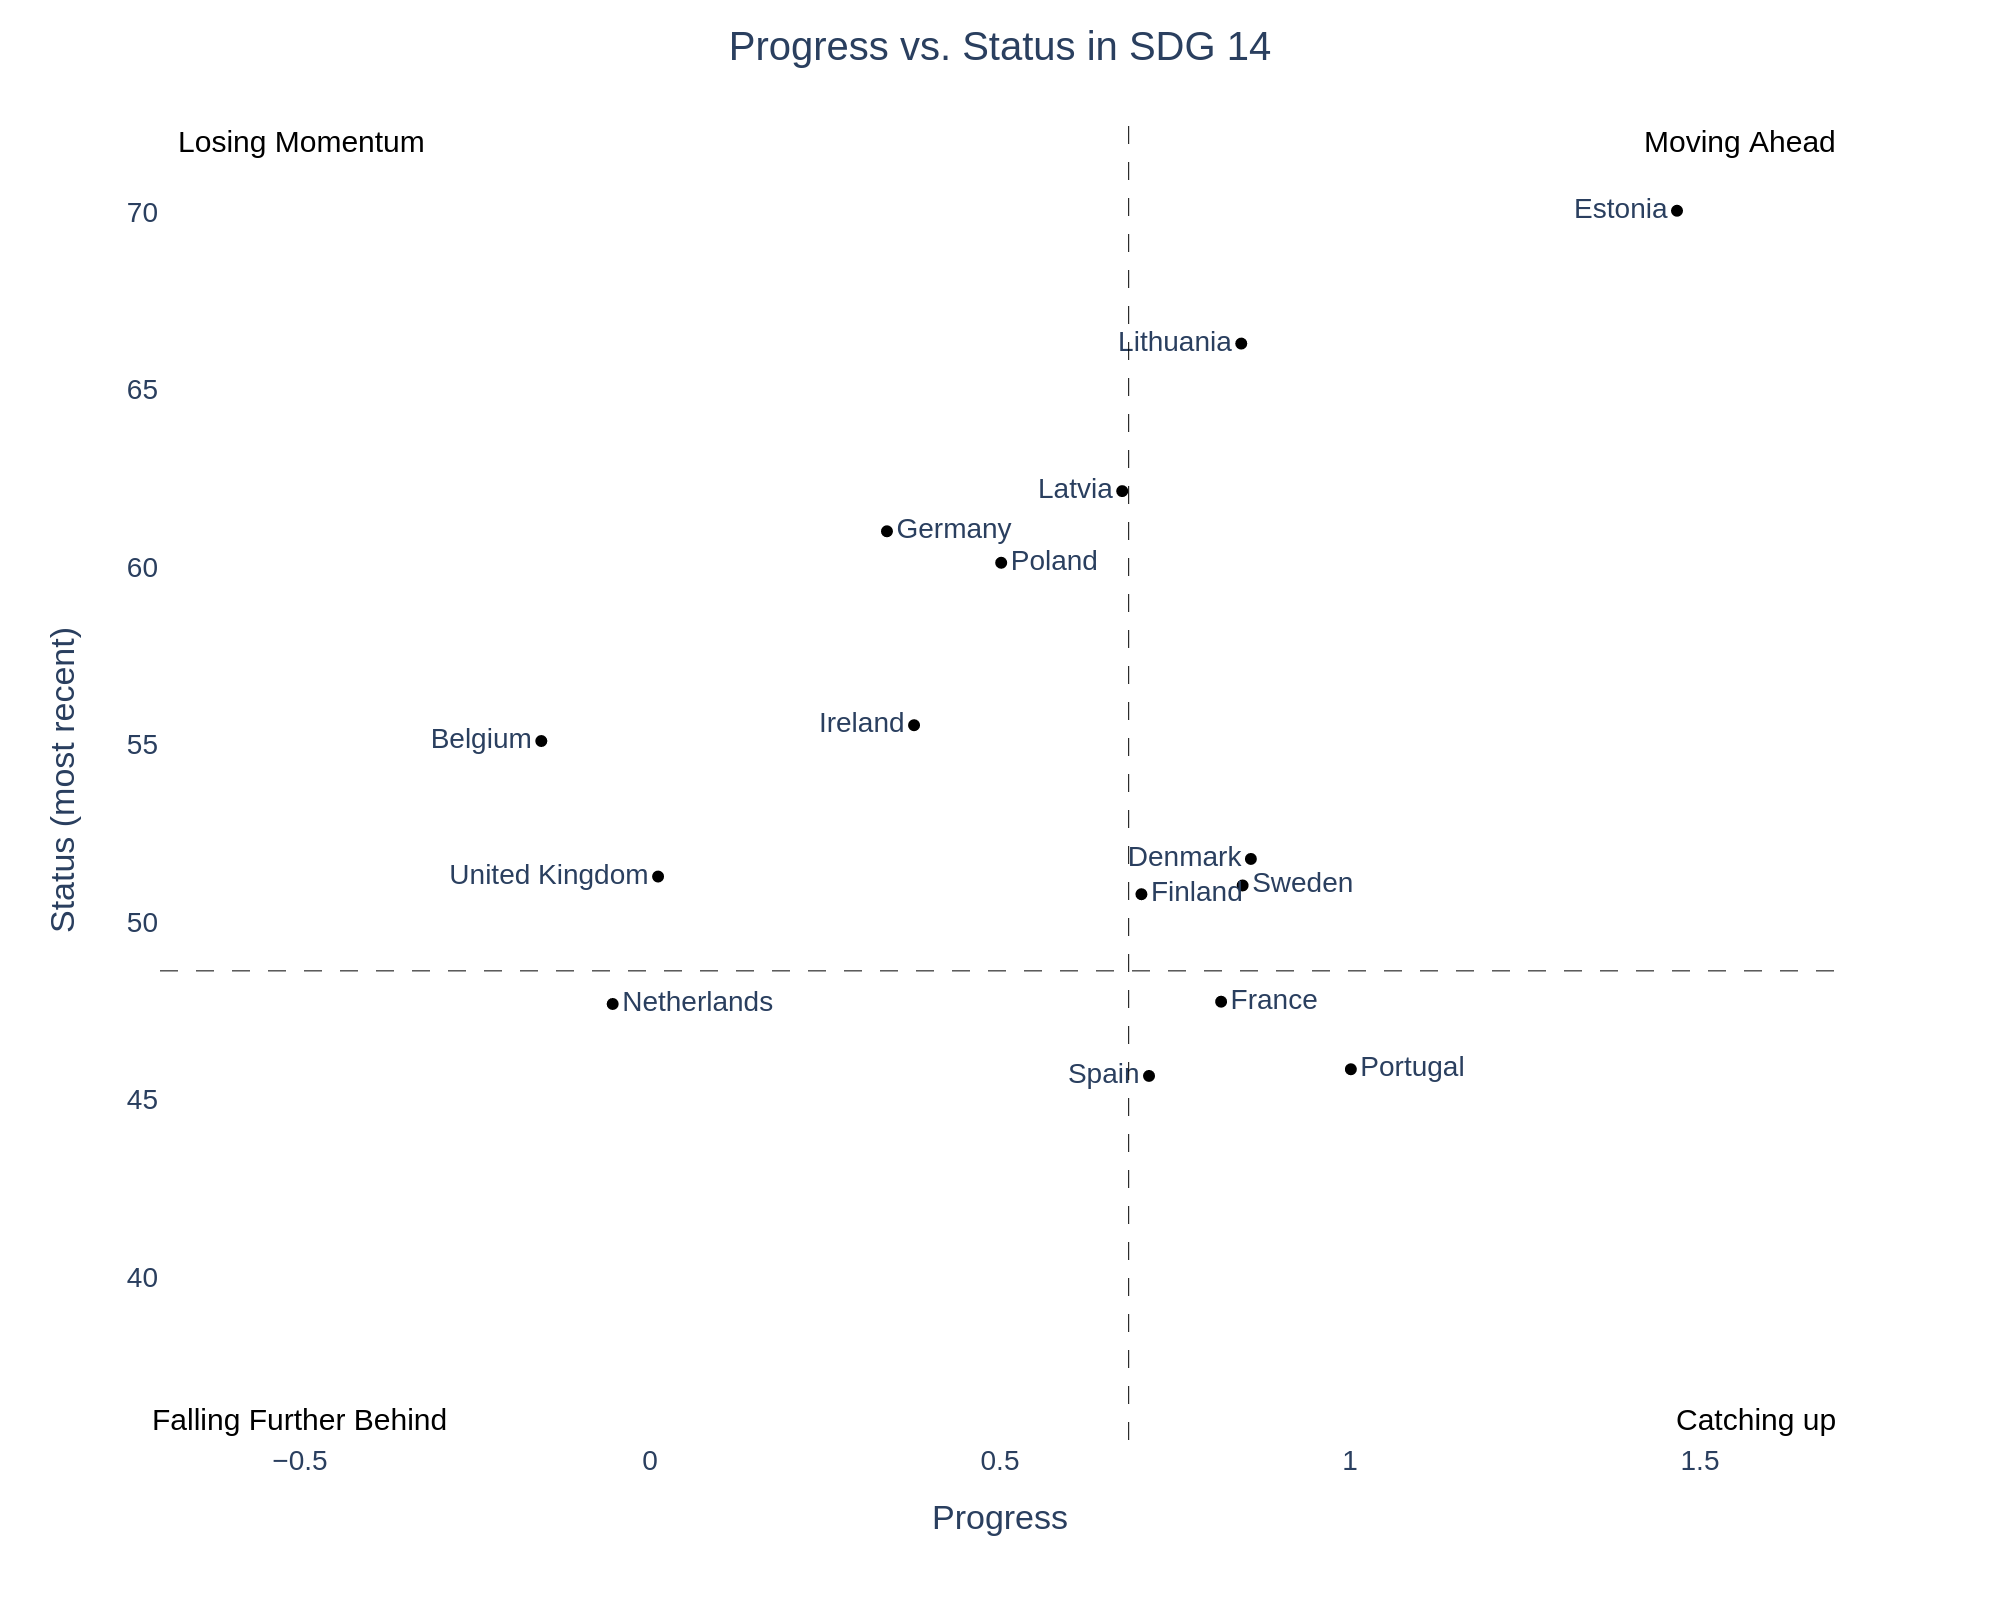 Progress vs. Status in SDG 14
Losing Momentum
Moving Ahead
70
Estonia
Lithuania
65
Latvia
Germany
Poland
60
Ireland
Belgium
55
Status (most recent)
Denmark
United Kingdom
Sweden
Finland
50
Netherlands
France
Spain
Portugal
45
40
Falling Further Behind
Catching up
−0.5
0
0.5
1
1.5
Progress